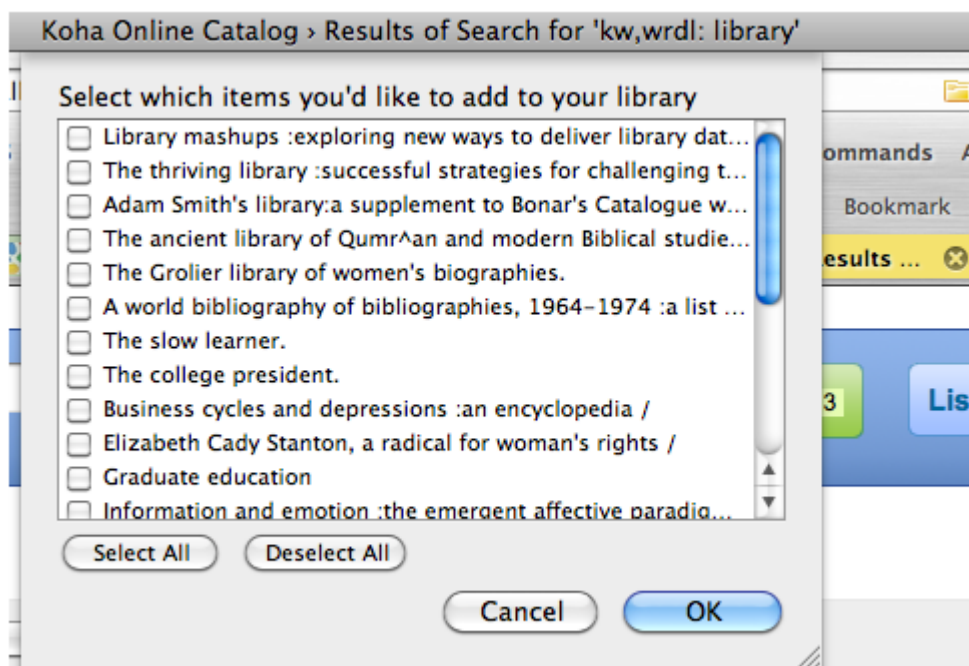 Koha Online Catalog › Results of Search for 'kw,wrdl: library'
Select which items you'd like to add to your library
Library mashups :exploring new ways to deliver library dat...
The thriving library :successful strategies for challenging t...
Adam Smith's library:a supplement to Bonar's Catalogue w...
The ancient library of Qumr^an and modern Biblical studie...
The Grolier library of women's biographies.
A world bibliography of bibliographies, 1964-1974 :a list ...
The slow learner.
The college president.
Business cycles and depressions :an encyclopedia /
Elizabeth Cady Stanton, a radical for woman's rights /
Graduate education
Information and emotion :the emergent affective paradig...
Select All
Deselect All
Cancel
OK
ommands A
Bookmark
esults ...
3
Lis